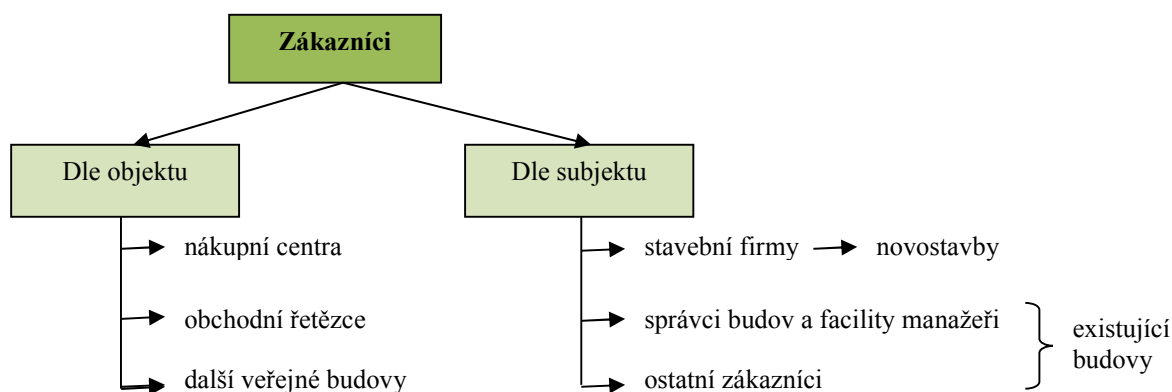 Zákazníci
Dle objektu
Dle subjektu
nákupní centra
stavební firmy
novostavby
obchodní řetězce
správci budov a facility manažeři
existující
budovy
další veřejné budovy
ostatní zákazníci